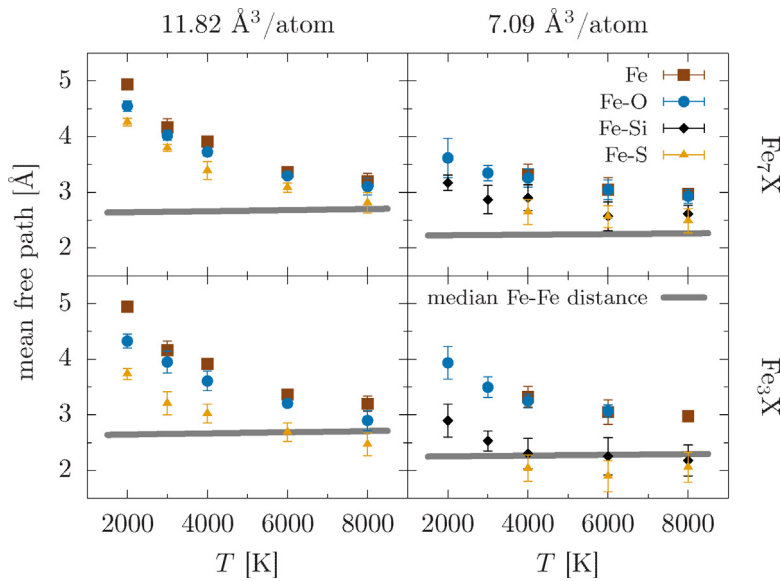 11.82 Å³/atom 7.09 Å³/atom
mean free path [Å]
5
4
3
2
Fe
Fe-O
Fe-Si
Fe-S
Fe₇X
5
4
3
2
median Fe-Fe distance
Fe₃X
2000 4000 6000 8000 2000 4000 6000 8000
T [K] T [K]